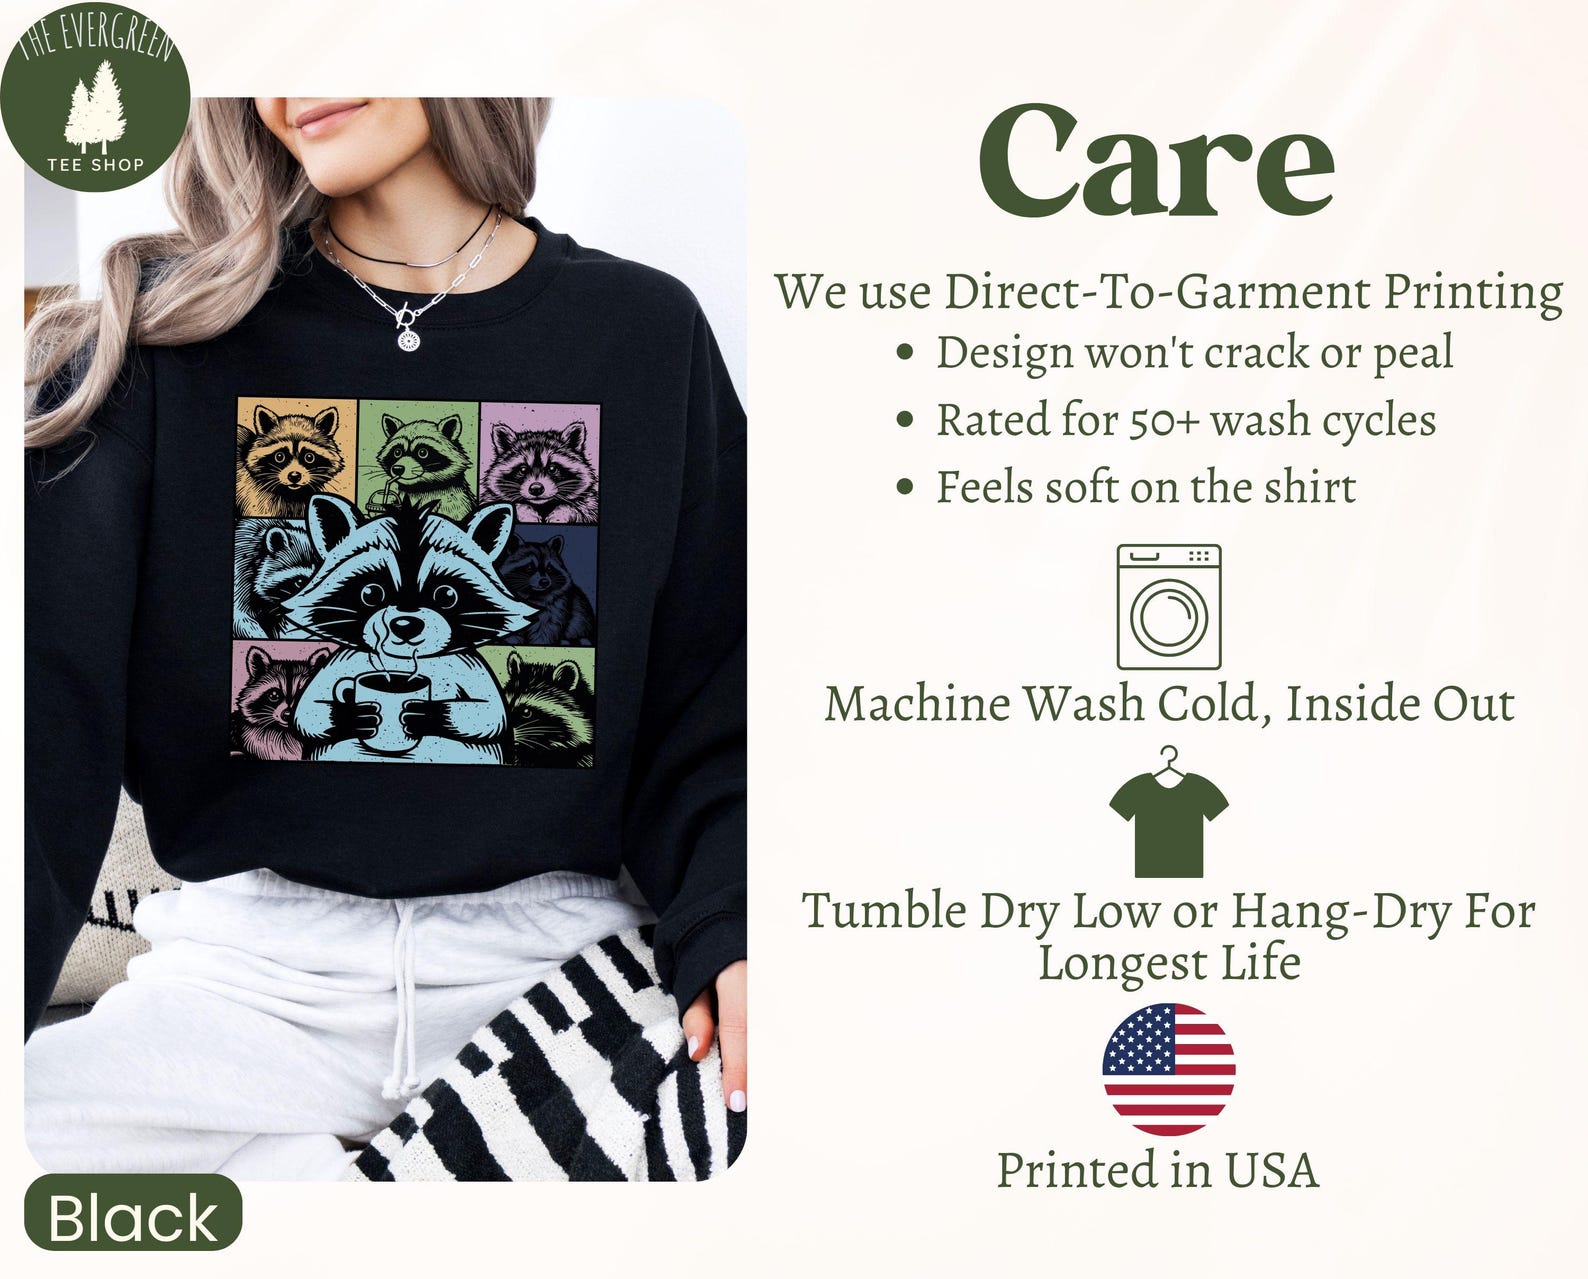 THE EVERGREEN
TEE SHOP
Care
We use Direct-To-Garment Printing
• Design won't crack or peal
• Rated for 50+ wash cycles
• Feels soft on the shirt
Machine Wash Cold, Inside Out
Tumble Dry Low or Hang-Dry For
Longest Life
Printed in USA
Black